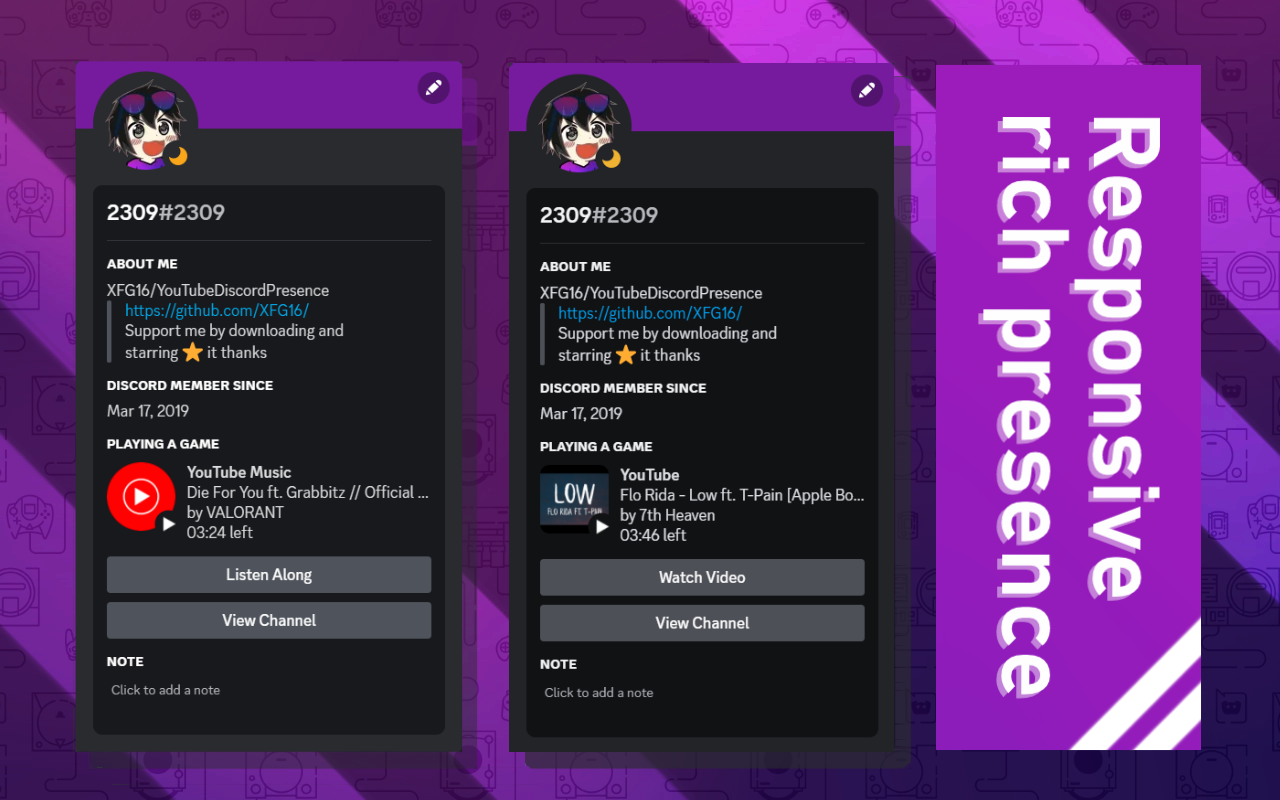 2309#2309
ABOUT ME
XFG16/YouTubeDiscordPresence
https://github.com/XFG16/
Support me by downloading and
starring ⭐ it thanks
DISCORD MEMBER SINCE
Mar 17, 2019
PLAYING A GAME
YouTube Music
Die For You ft. Grabbitz // Official ...
by VALORANT
03:24 left
Listen Along
View Channel
NOTE
Click to add a note
2309#2309
ABOUT ME
XFG16/YouTubeDiscordPresence
https://github.com/XFG16/
Support me by downloading and
starring ⭐ it thanks
DISCORD MEMBER SINCE
Mar 17, 2019
PLAYING A GAME
LOW
FLO RIDA FT T-PAIN
YouTube
Flo Rida - Low ft. T-Pain [Apple Bo...
by 7th Heaven
03:46 left
Watch Video
View Channel
NOTE
Click to add a note
Responsive
rich presence